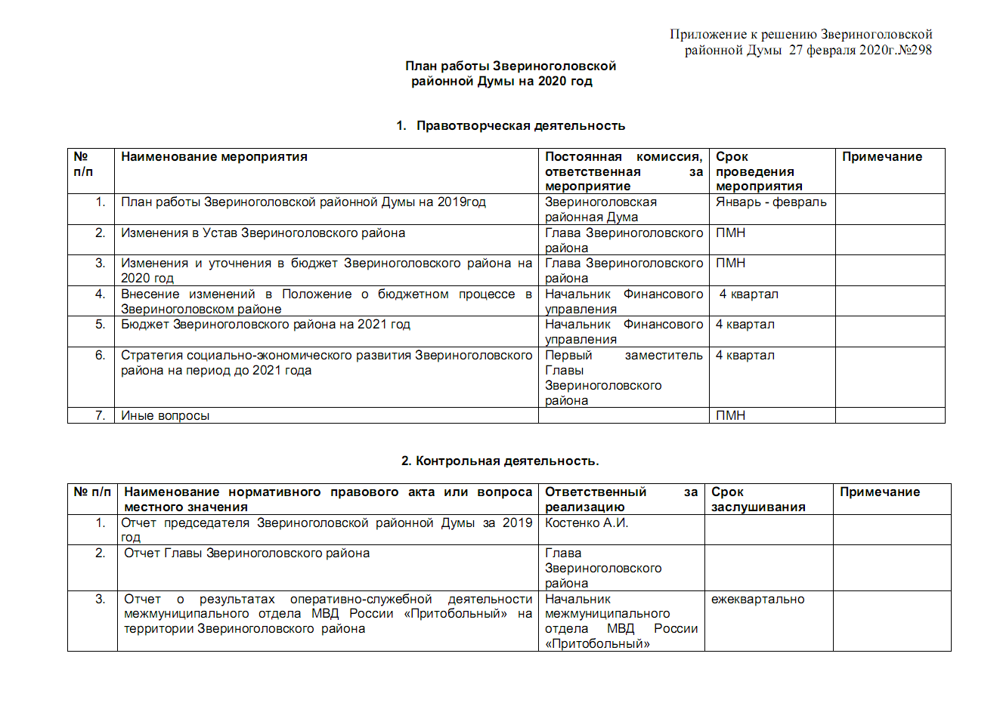 Приложение к решению Звериноголовской
районной Думы 27 февраля 2020г.№298
План работы Звериноголовской
районной Думы на 2020 год
1. Правотворческая деятельность
№ п/п
Наименование мероприятия
Постоянная комиссия,
ответственная за
мероприятие
Срок
проведения
мероприятия
Примечание
1.
План работы Звериноголовской районной Думы на 2019год
Звериноголовская
районная Дума
Январь - февраль
2.
Изменения в Устав Звериноголовского района
Глава Звериноголовского
района
ПМН
3.
Изменения и уточнения в бюджет Звериноголовского района на
2020 год
Глава Звериноголовского
района
ПМН
4.
Внесение изменений в Положение о бюджетном процессе в
Звериноголовском районе
Начальник Финансового
управления
4 квартал
5.
Бюджет Звериноголовского района на 2021 год
Начальник Финансового
управления
4 квартал
6.
Стратегия социально-экономического развития Звериноголовского
района на период до 2021 года
Первый заместитель
Главы
Звериноголовского
района
4 квартал
7.
Иные вопросы
ПМН
2. Контрольная деятельность.
№ п/п
Наименование нормативного правового акта или вопроса
местного значения
Ответственный за
реализацию
Срок
заслушивания
Примечание
1.
Отчет председателя Звериноголовской районной Думы за 2019
год
Костенко А.И.
2.
Отчет Главы Звериноголовского района
Глава
Звериноголовского
района
3.
Отчет о результатах оперативно-служебной деятельности
межмуниципального отдела МВД России «Притобольный» на
территории Звериноголовского района
Начальник
межмуниципального
отдела МВД России
«Притобольный»
ежеквартально